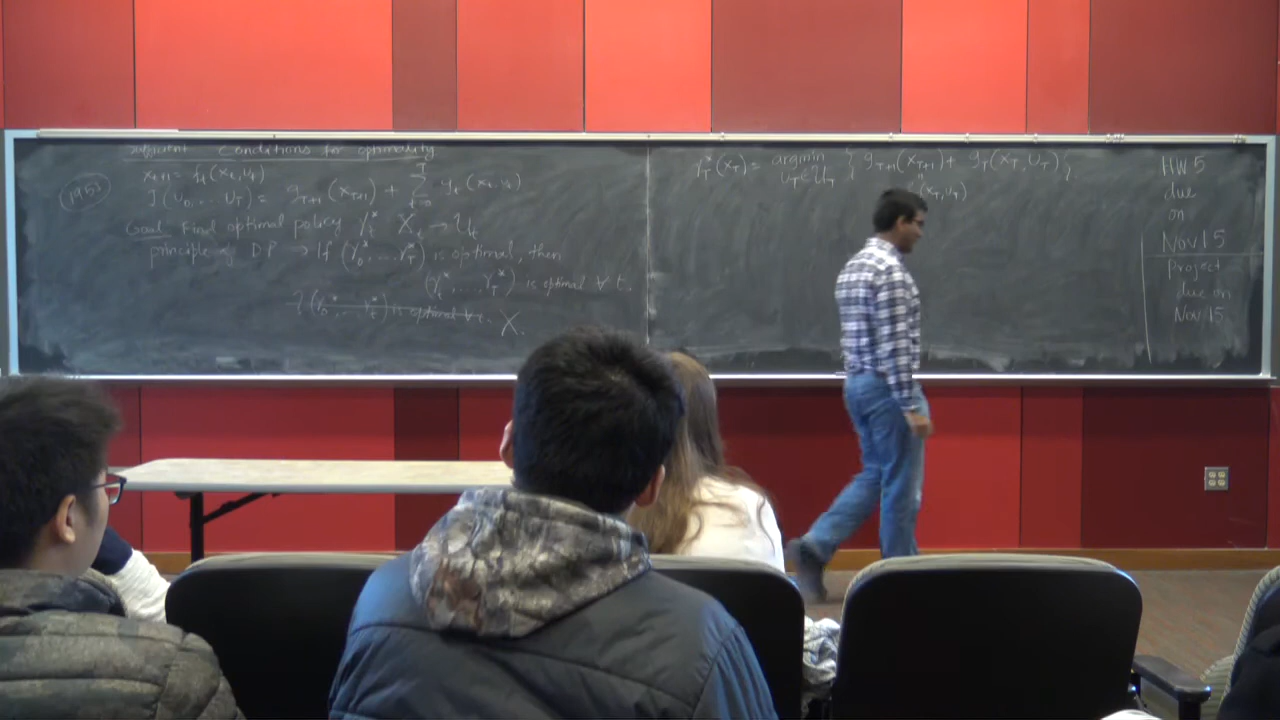 sufficient Conditions for optimality
1953
x_{t+1} = f_t(x_t, u_t)
J(U_0, ... U_T) = g_{T+1}(x_{T+1}) + Σ_{t=0}^{T} g_t(x_t, u_t)
Goal Find optimal policy γ_t^* X_t → U_t
principle of DP → If (γ_0^*, ... γ_T^*) is optimal, then
(γ_t^*, ... γ_T^*) is optimal ∀ t.
(γ_0^*, ... γ_t^*) is optimal ∀ t. X.
γ_T^*(x_T) = argmin_{u_T ∈ U_T} { g_{T+1}(x_{T+1}) + g_T(x_T, U_T) }
(x_T, u_T)
HW 5
due
on
Nov 15
Project
due on
Nov 15